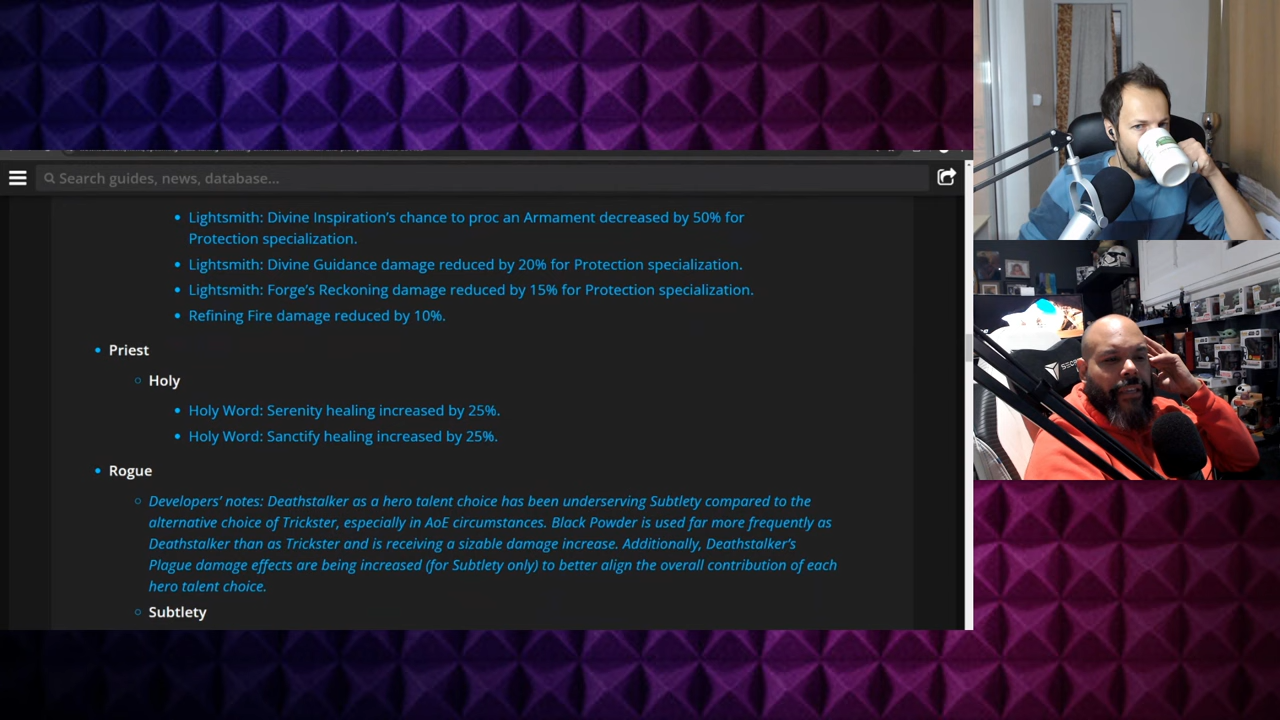 Search guides, news, database...
Lightsmith: Divine Inspiration's chance to proc an Armament decreased by 50% for
Protection specialization.
Lightsmith: Divine Guidance damage reduced by 20% for Protection specialization.
Lightsmith: Forge's Reckoning damage reduced by 15% for Protection specialization.
Refining Fire damage reduced by 10%.
Priest
Holy
Holy Word: Serenity healing increased by 25%.
Holy Word: Sanctify healing increased by 25%.
Rogue
Developers' notes: Deathstalker as a hero talent choice has been underserving Subtlety compared to the
alternative choice of Trickster, especially in AoE circumstances. Black Powder is used far more frequently as
Deathstalker than as Trickster and is receiving a sizable damage increase. Additionally, Deathstalker's
Plague damage effects are being increased (for Subtlety only) to better align the overall contribution of each
hero talent choice.
Subtlety